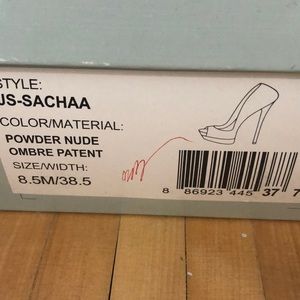 STYLE:
JS-SACHAA
COLOR/MATERIAL:
POWDER NUDE
OMBRE PATENT
SIZE/WIDTH:
8.5M/38.5
8 86923 445 37 7